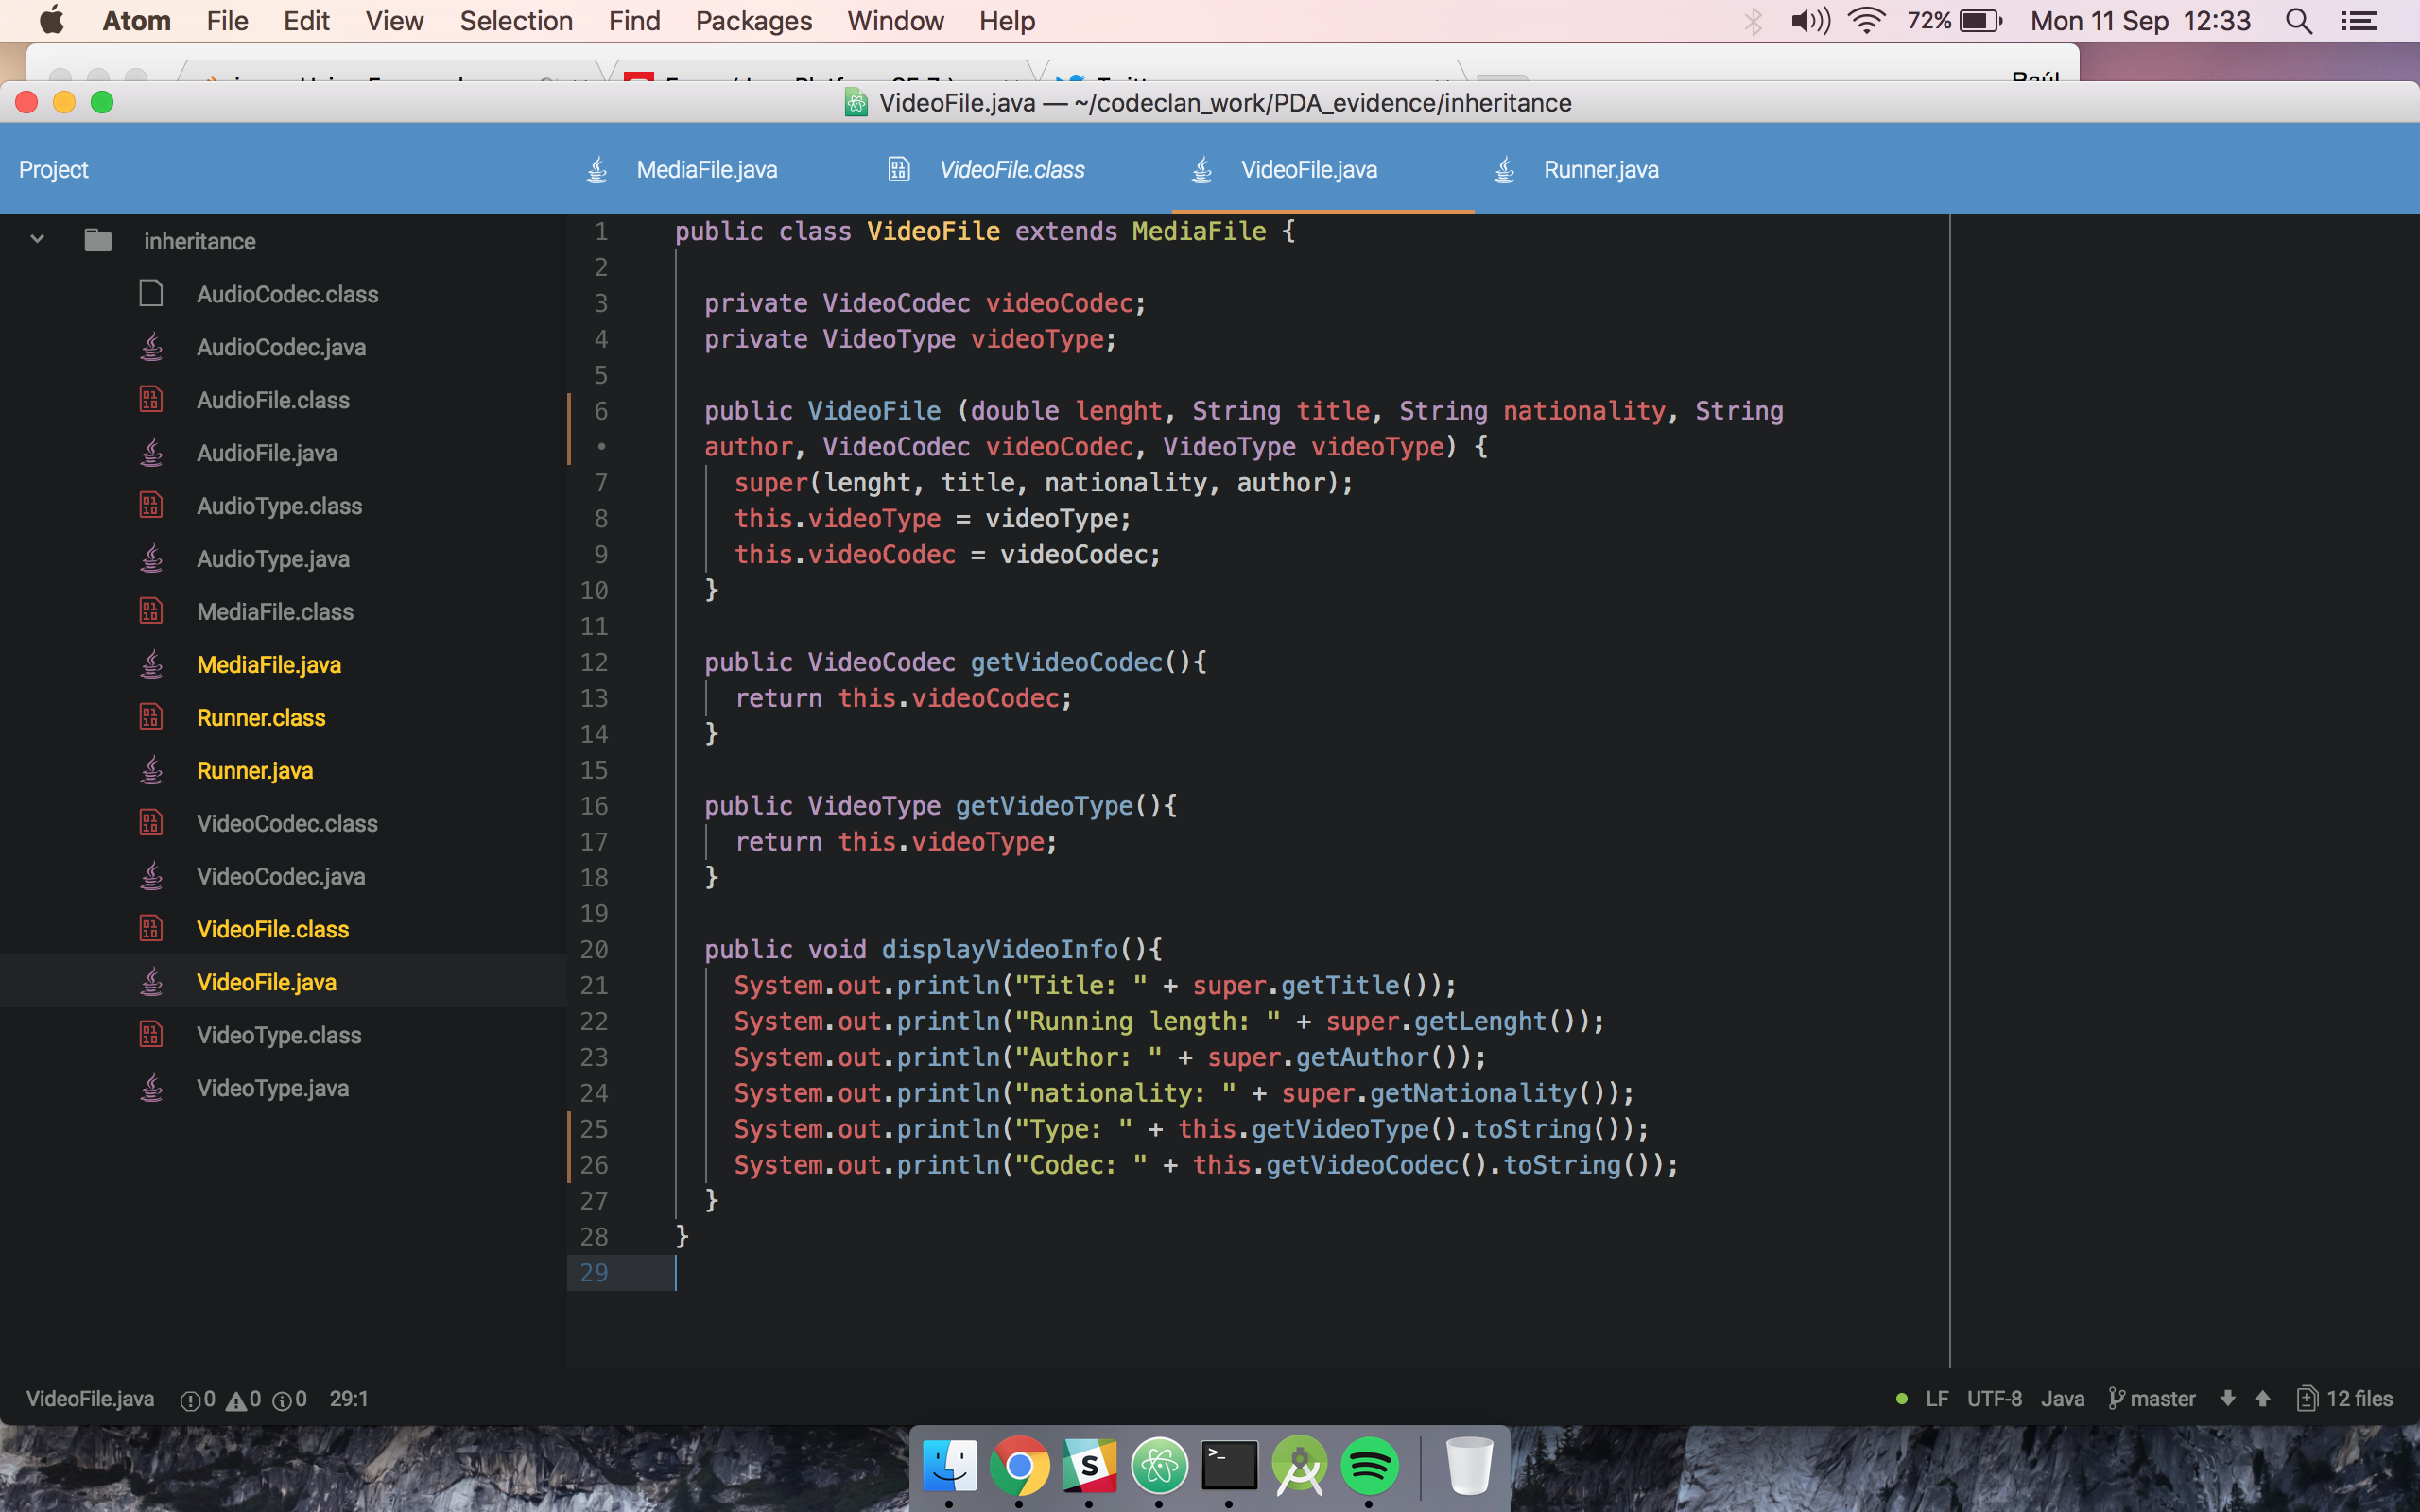 Atom File Edit View Selection Find Packages Window Help 72% Mon 11 Sep 12:33
Raúl
VideoFile.java — ~/codeclan_work/PDA_evidence/inheritance
Project MediaFile.java VideoFile.class VideoFile.java Runner.java
inheritance
AudioCodec.class
AudioCodec.java
AudioFile.class
AudioFile.java
AudioType.class
AudioType.java
MediaFile.class
MediaFile.java
Runner.class
Runner.java
VideoCodec.class
VideoCodec.java
VideoFile.class
VideoFile.java
VideoType.class
VideoType.java
1 public class VideoFile extends MediaFile {
2
3 private VideoCodec videoCodec;
4 private VideoType videoType;
5
6 public VideoFile (double lenght, String title, String nationality, String
• author, VideoCodec videoCodec, VideoType videoType) {
7 super(lenght, title, nationality, author);
8 this.videoType = videoType;
9 this.videoCodec = videoCodec;
10 }
11
12 public VideoCodec getVideoCodec(){
13 return this.videoCodec;
14 }
15
16 public VideoType getVideoType(){
17 return this.videoType;
18 }
19
20 public void displayVideoInfo(){
21 System.out.println("Title: " + super.getTitle());
22 System.out.println("Running length: " + super.getLenght());
23 System.out.println("Author: " + super.getAuthor());
24 System.out.println("nationality: " + super.getNationality());
25 System.out.println("Type: " + this.getVideoType().toString());
26 System.out.println("Codec: " + this.getVideoCodec().toString());
27 }
28 }
29
VideoFile.java 0 0 0 29:1 LF UTF-8 Java master 12 files